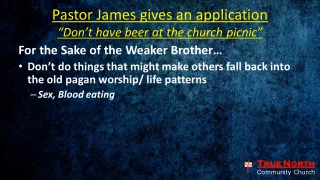 Pastor James gives an application
“Don’t have beer at the church picnic”
For the Sake of the Weaker Brother…
• Don’t do things that might make others fall back into
the old pagan worship/ life patterns
– Sex, Blood eating
TRUE NORTH
Community Church